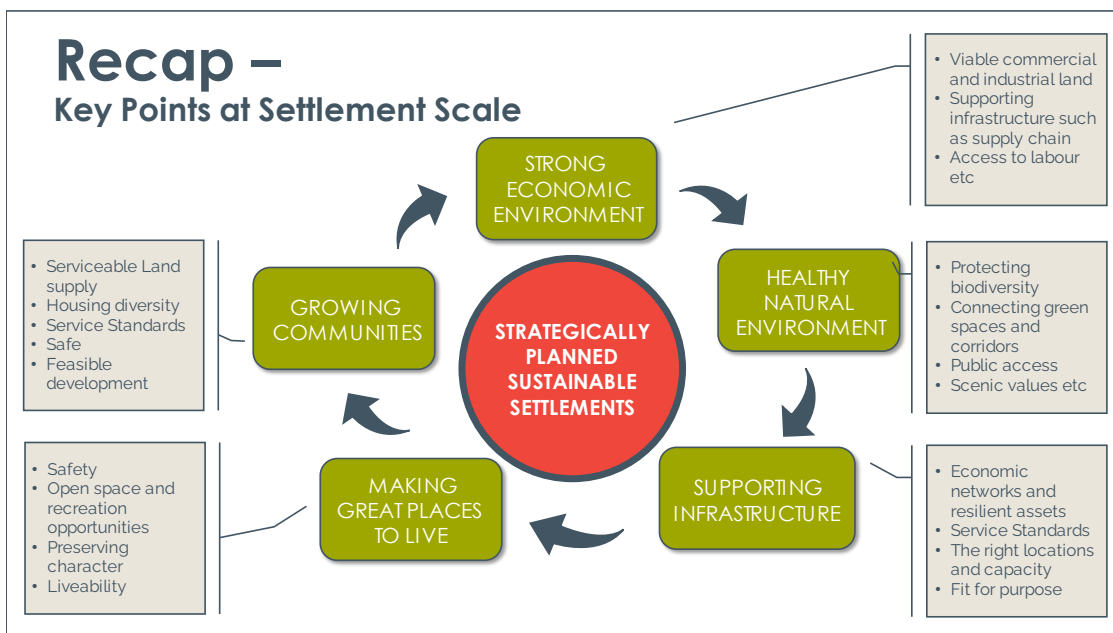 Recap –
Key Points at Settlement Scale
STRONG
ECONOMIC
ENVIRONMENT
• Viable commercial
and industrial land
• Supporting
infrastructure such
as supply chain
• Access to labour
etc
HEALTHY
NATURAL
ENVIRONMENT
• Protecting
biodiversity
• Connecting green
spaces and
corridors
• Public access
• Scenic values etc
SUPPORTING
INFRASTRUCTURE
• Economic
networks and
resilient assets
• Service Standards
• The right locations
and capacity
• Fit for purpose
MAKING
GREAT PLACES
TO LIVE
• Safety
• Open space and
recreation
opportunities
• Preserving
character
• Liveability
GROWING
COMMUNITIES
• Serviceable Land
supply
• Housing diversity
• Service Standards
• Safe
• Feasible
development
STRATEGICALLY
PLANNED
SUSTAINABLE
SETTLEMENTS